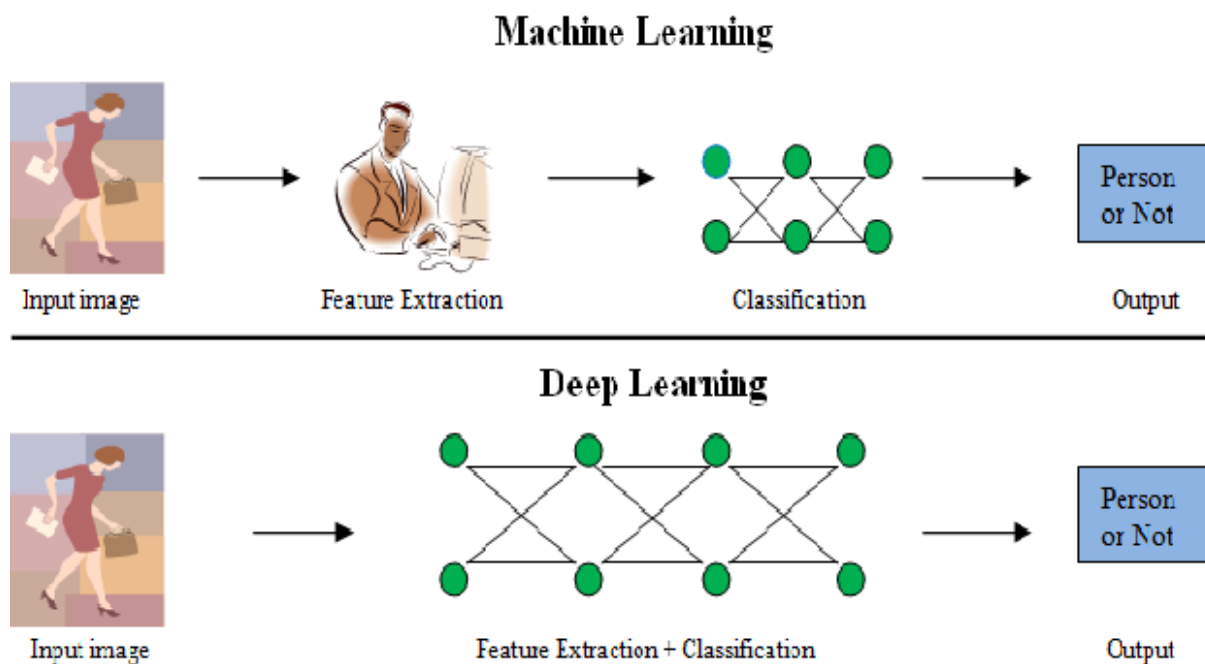 Machine Learning
Person
or Not
Input image
Feature Extraction
Classification
Output
Deep Learning
Person
or Not
Input image
Feature Extraction + Classification
Output